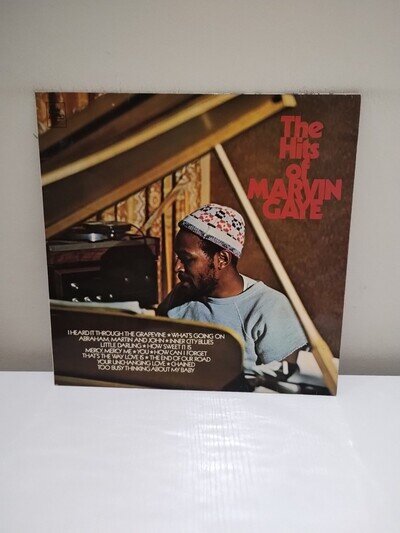 The
Hits
of
MARVIN
GAYE
I HEARD IT THROUGH THE GRAPEVINE ★ WHAT'S GOING ON
ABRAHAM, MARTIN AND JOHN ★ INNER CITY BLUES
LITTLE DARLING ★ HOW SWEET IT IS
MERCY MERCY ME ★ YOU ★ HOW CAN I FORGET
THAT'S THE WAY LOVE IS ★ THE END OF OUR ROAD
YOUR UNCHANGING LOVE ★ CHAINED
TOO BUSY THINKING ABOUT MY BABY